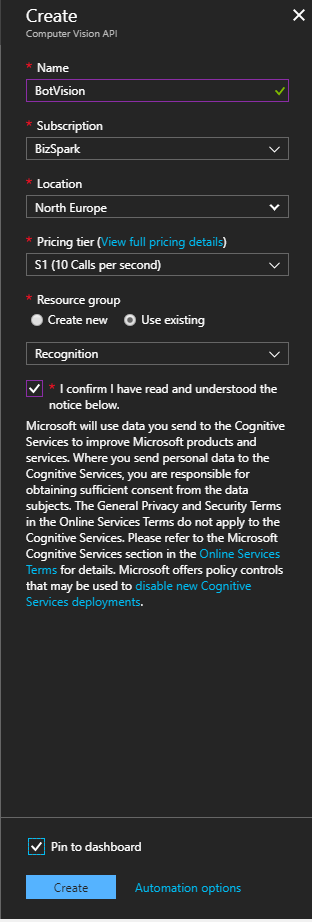 Create
Computer Vision API
* Name
BotVision
* Subscription
BizSpark
* Location
North Europe
* Pricing tier (View full pricing details)
S1 (10 Calls per second)
* Resource group
Create new Use existing
Recognition
* I confirm I have read and understood the
notice below.
Microsoft will use data you send to the Cognitive
Services to improve Microsoft products and
services. Where you send personal data to the
Cognitive Services, you are responsible for
obtaining sufficient consent from the data
subjects. The General Privacy and Security Terms
in the Online Services Terms do not apply to the
Cognitive Services. Please refer to the Microsoft
Cognitive Services section in the Online Services
Terms for details. Microsoft offers policy controls
that may be used to disable new Cognitive
Services deployments.
Pin to dashboard
Create Automation options